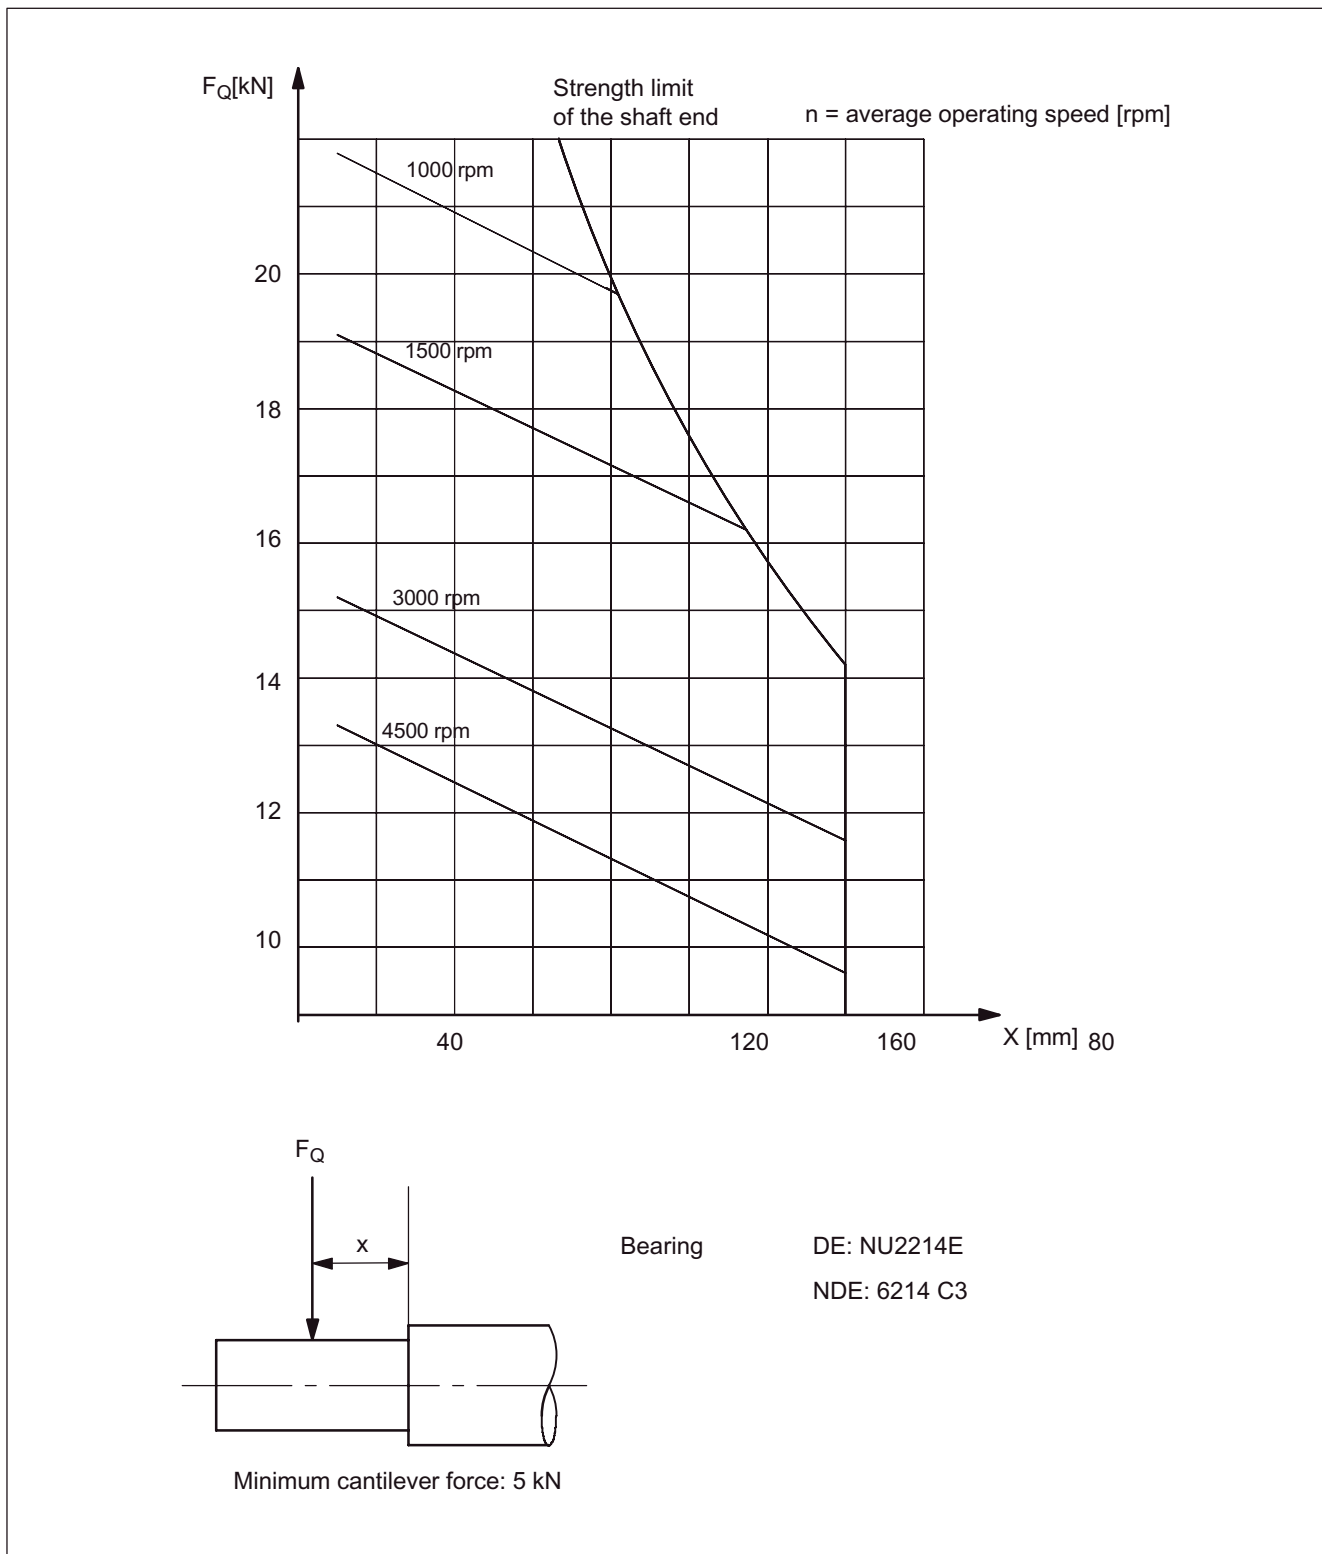 FQ[kN]
Strength limit
of the shaft end
n = average operating speed [rpm]
1000 rpm
20
1500 rpm
18
16
3000 rpm
14
4500 rpm
12
10
40
120
160
X [mm]
80
FQ
x
Bearing
DE: NU2214E
NDE: 6214 C3
Minimum cantilever force: 5 kN